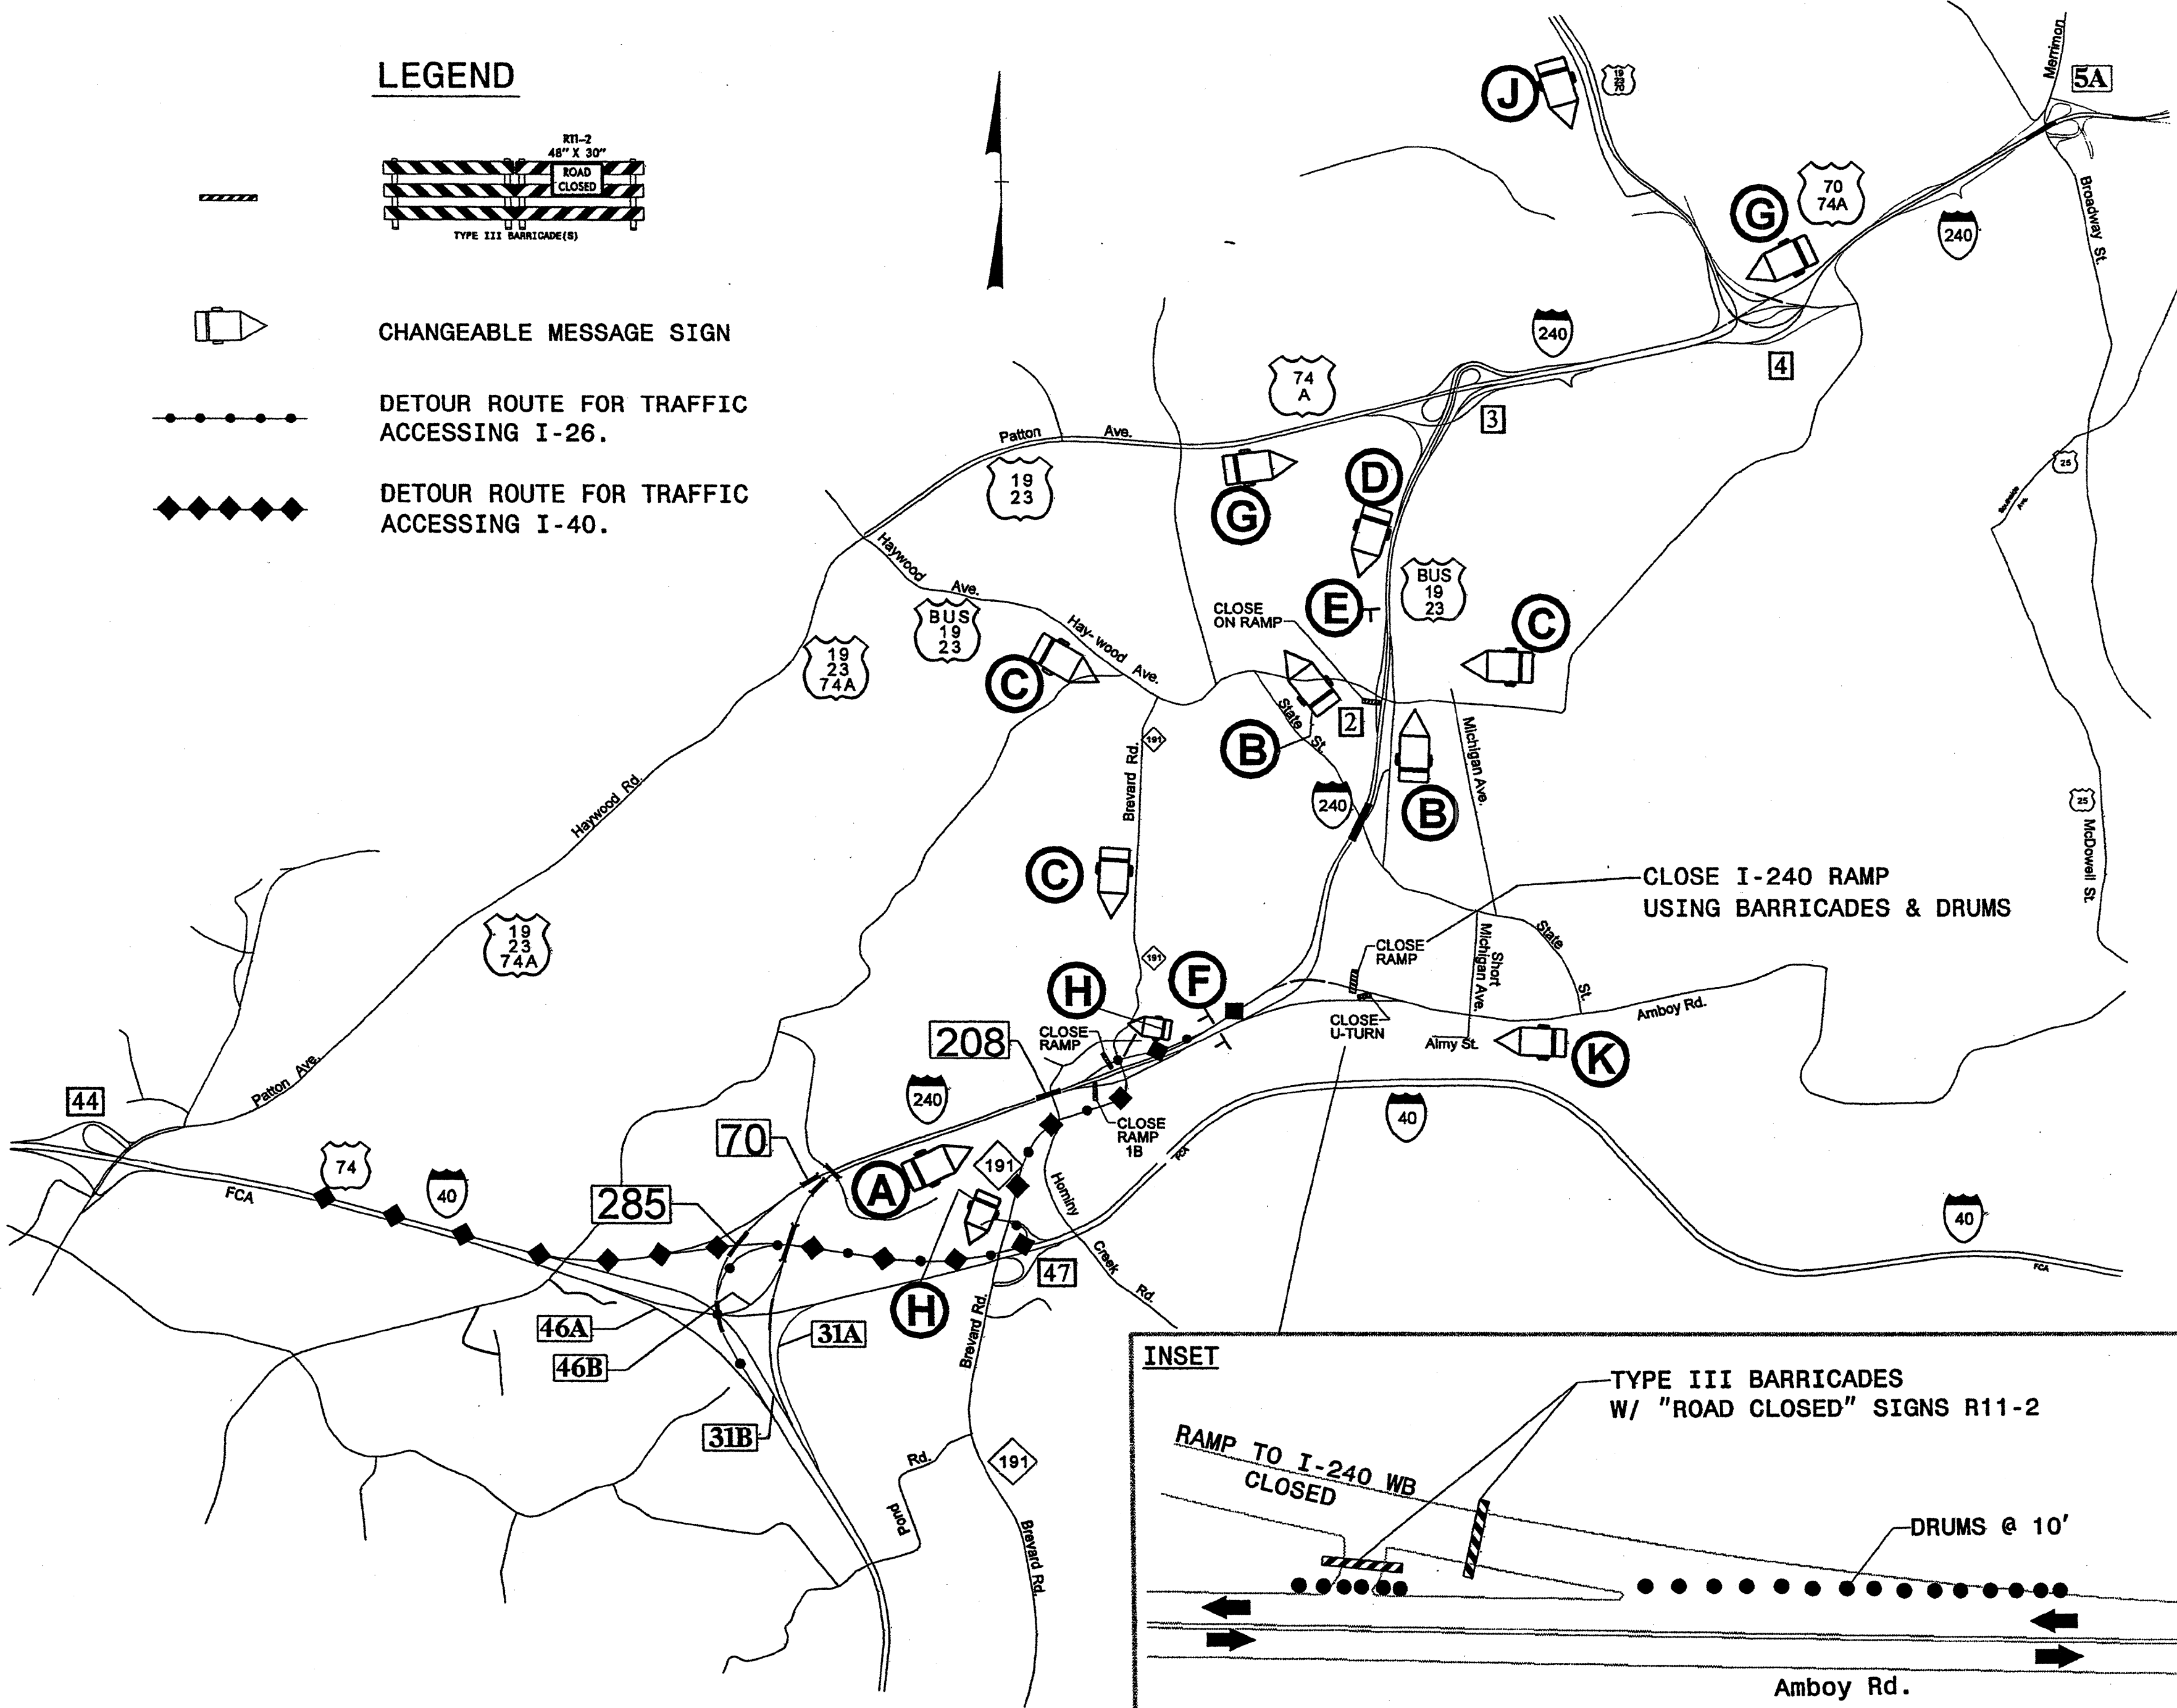 LEGEND
R11-2
48" X 30"
ROAD
CLOSED
TYPE III BARRICADE(S)
CHANGEABLE MESSAGE SIGN
DETOUR ROUTE FOR TRAFFIC
ACCESSING I-26.
DETOUR ROUTE FOR TRAFFIC
ACCESSING I-40.
J
19
23
70
Merrimon
5A
G
70
74A
240
Broadway St.
240
4
74
A
3
Patton Ave.
19
23
G
D
25
Southside
Ave.
Haywood Ave.
BUS
19
23
Hay-wood Ave.
C
CLOSE
ON RAMP
E
BUS
19
23
C
19
23
74A
State St.
B
2
B
Michigan Ave.
240
191
Brevard Rd.
Haywood Rd.
25
McDowell St.
C
CLOSE I-240 RAMP
USING BARRICADES & DRUMS
19
23
74A
191
H
F
CLOSE
RAMP
Short
Michigan Ave.
State St.
Amboy Rd.
208
CLOSE
RAMP
CLOSE
U-TURN
Almy St.
K
44
Patton Ave.
240
40
70
CLOSE
RAMP
1B
FCA
191
74
40
FCA
285
A
Hominy Creek Rd.
40
FCA
47
H
46A
46B
31A
31B
Brevard Rd.
191
Pond Rd.
Brevard Rd.
INSET
TYPE III BARRICADES
W/ "ROAD CLOSED" SIGNS R11-2
RAMP TO I-240 WB
CLOSED
DRUMS @ 10'
Amboy Rd.